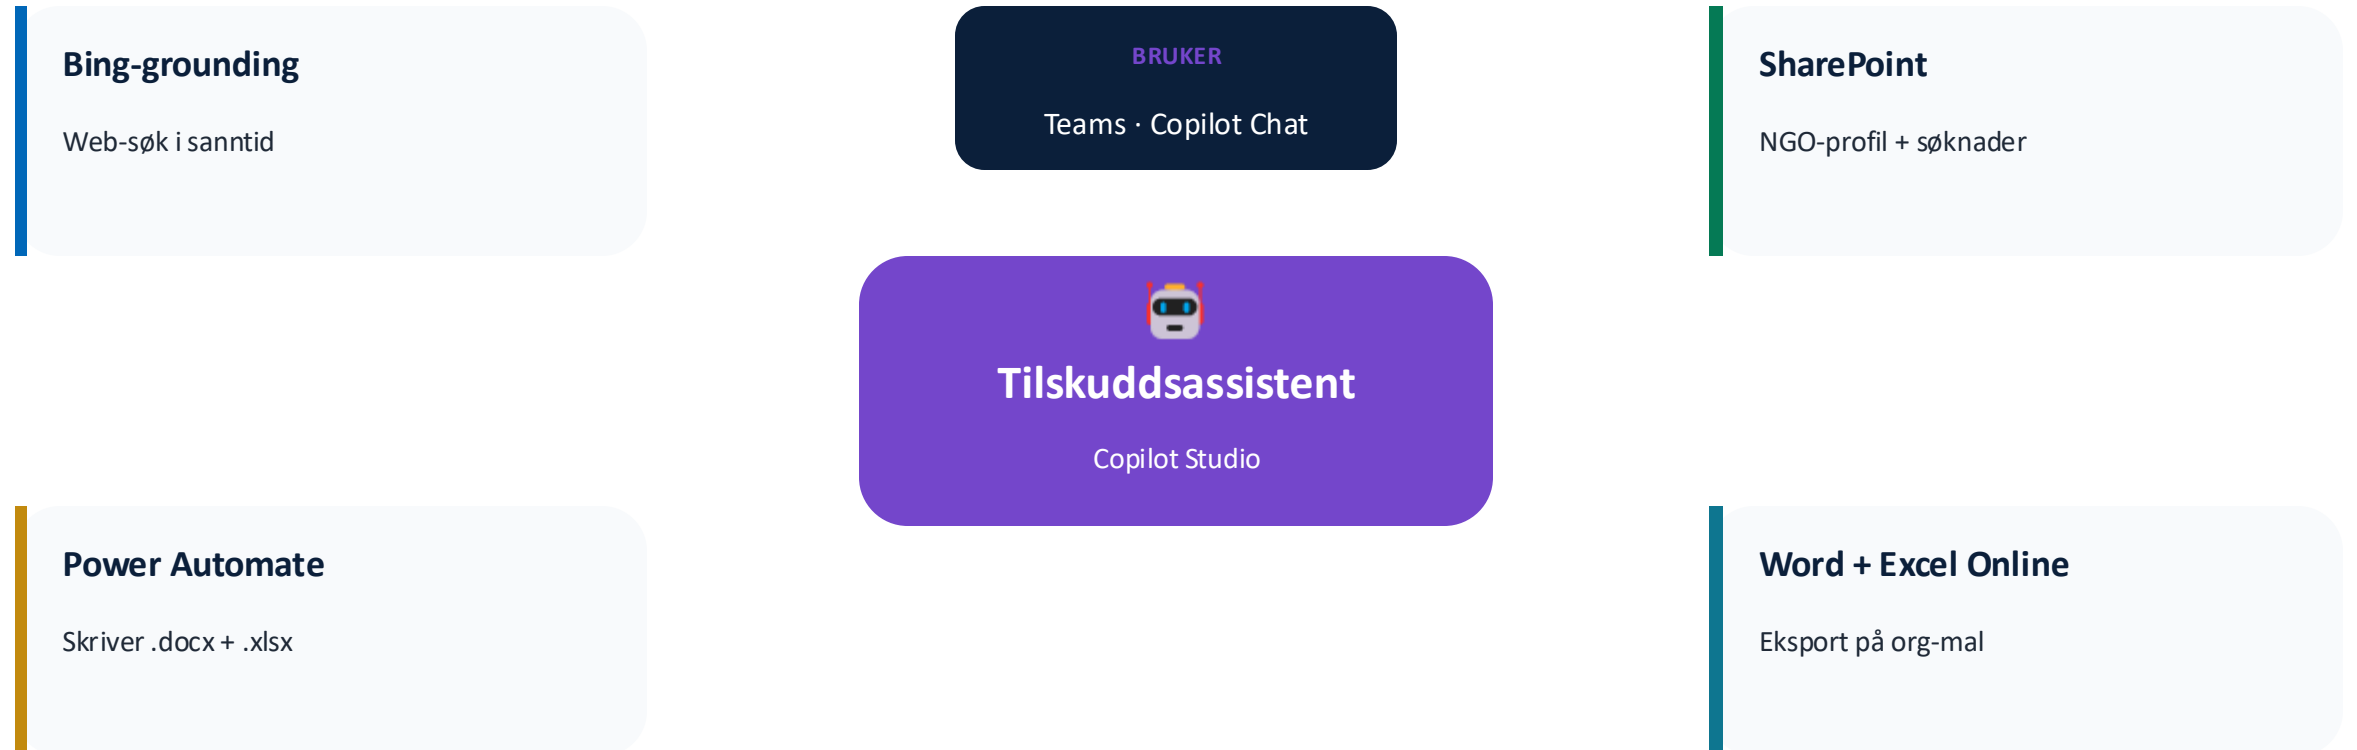 Bing-grounding
Web-søk i sanntid
BRUKER
Teams · Copilot Chat
SharePoint
NGO-profil + søknader
Tilskuddsassistent
Copilot Studio
Power Automate
Skriver .docx + .xlsx
Word + Excel Online
Eksport på org-mal